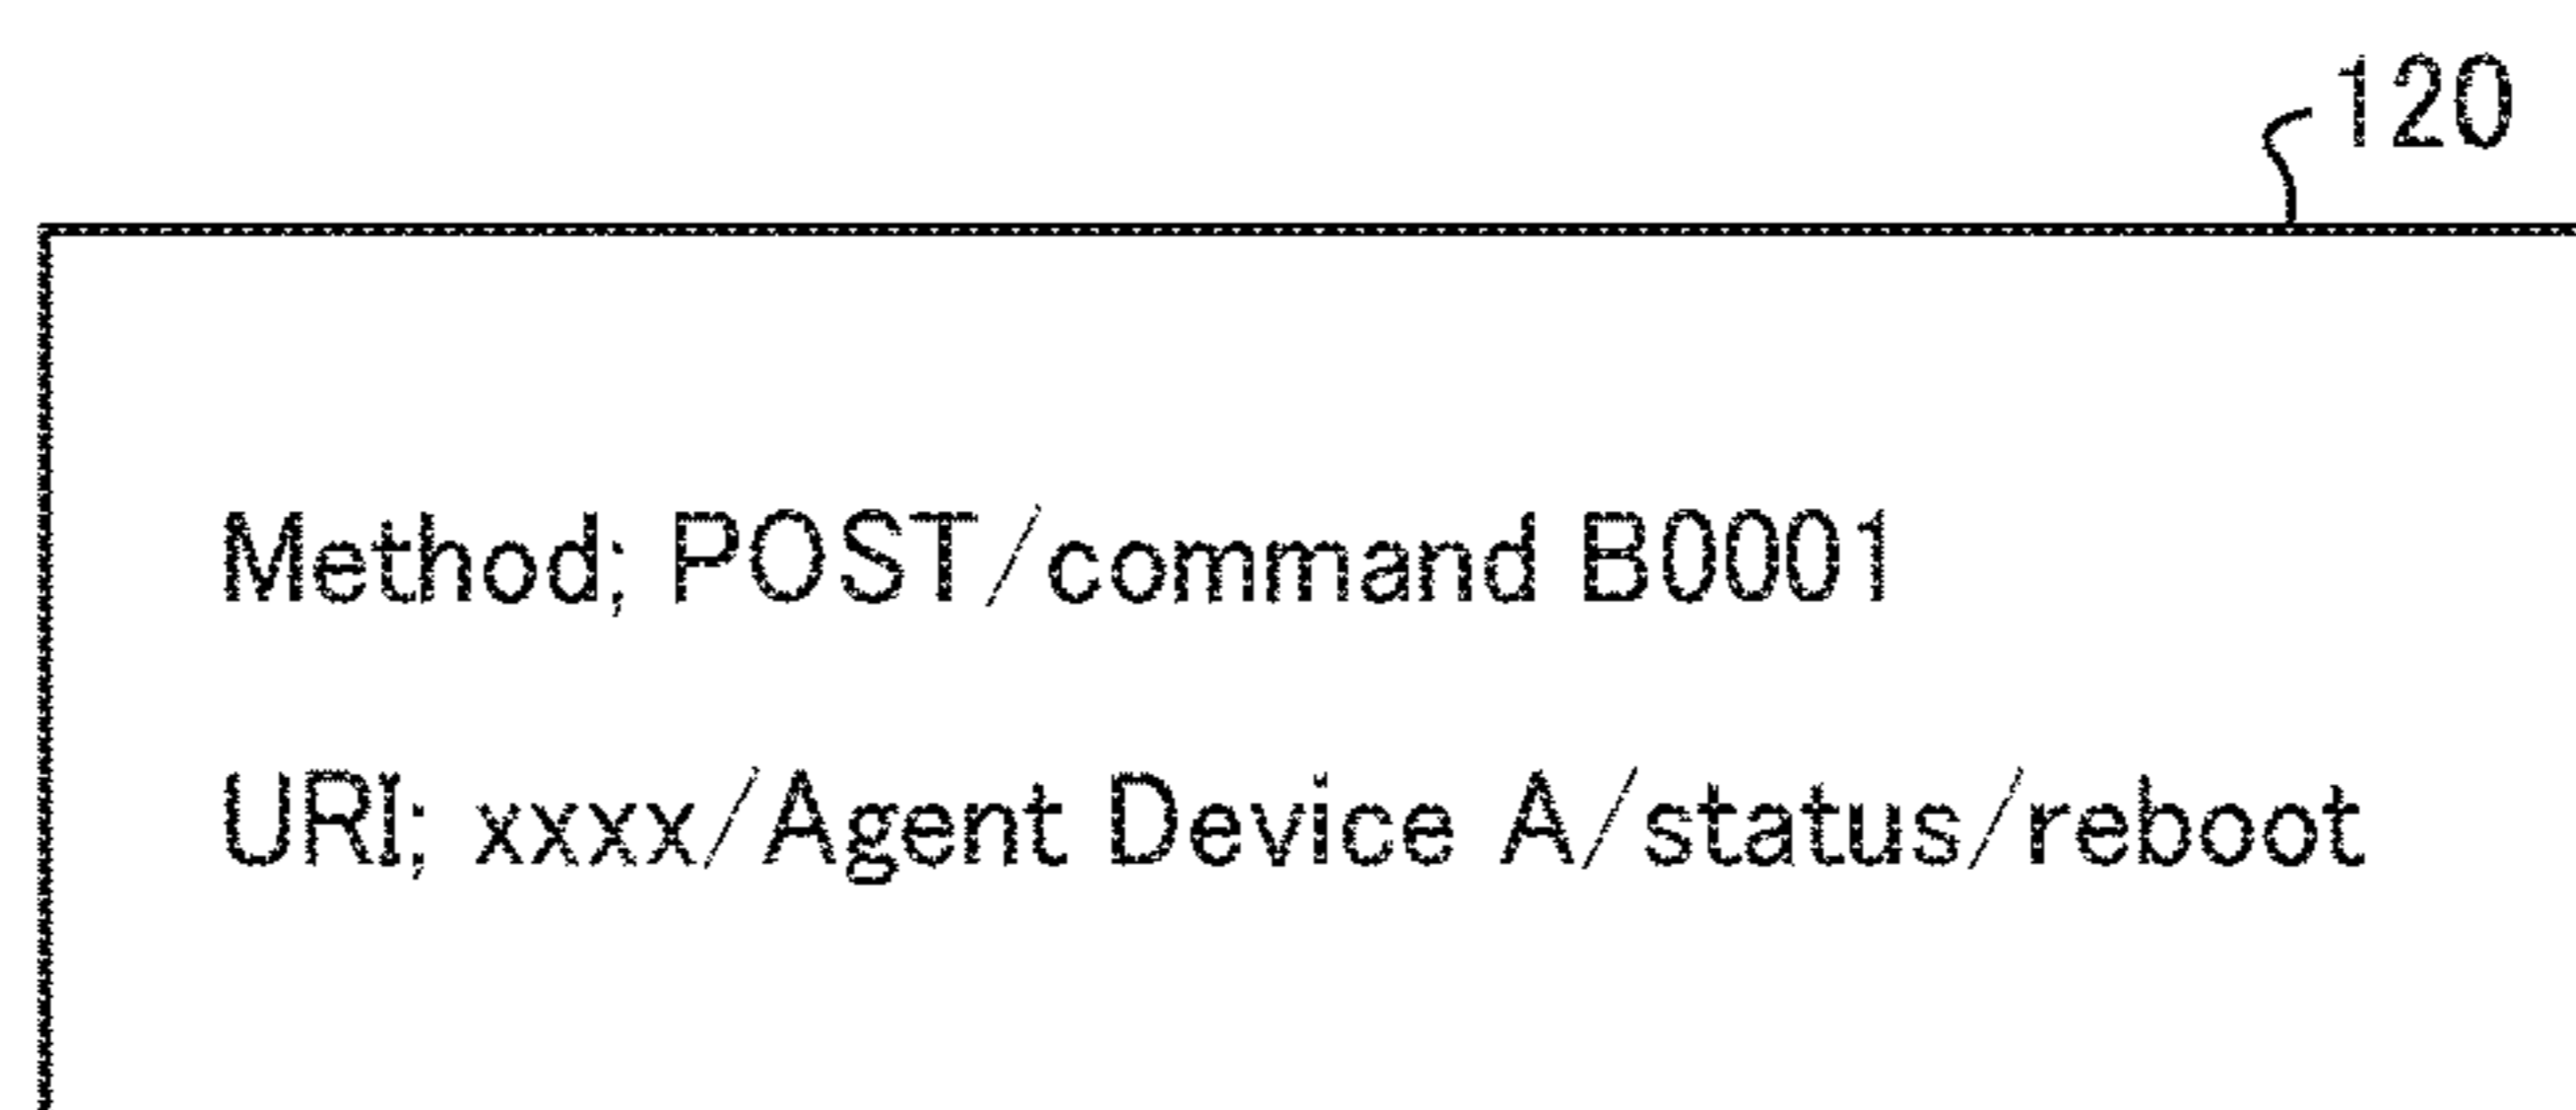 120
Method; POST/command B0001
URI; xxxx/Agent Device A/status/reboot